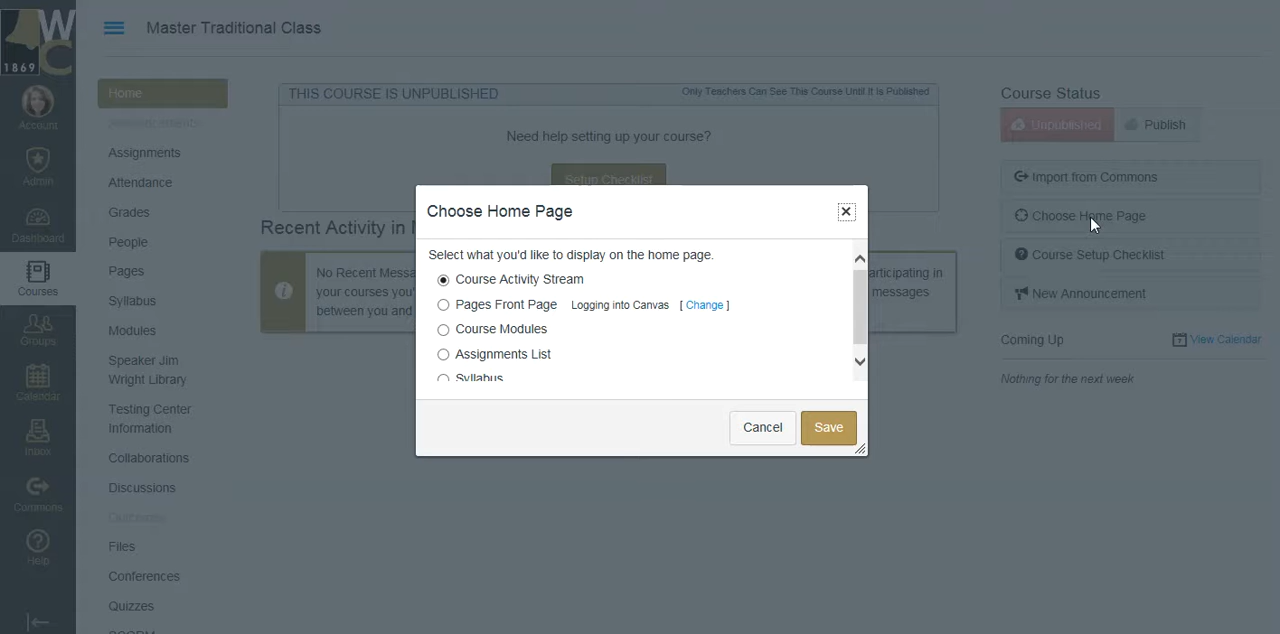 WC
1869
Account
Admin
Dashboard
Courses
Groups
Calendar
Inbox
Commons
Help
Master Traditional Class
Home
Announcements
Assignments
Attendance
Grades
People
Pages
Syllabus
Modules
Speaker Jim
Wright Library
Testing Center
Information
Collaborations
Discussions
Outcomes
Files
Conferences
Quizzes
SCORM
THIS COURSE IS UNPUBLISHED
Only Teachers Can See This Course Until It Is Published
Need help setting up your course?
Setup Checklist
Recent Activity in
No Recent Messa
your courses you'
between you and
articipating in
messages
Choose Home Page
Select what you'd like to display on the home page.
Course Activity Stream
Pages Front Page Logging into Canvas [ Change ]
Course Modules
Assignments List
Syllabus
Cancel
Save
Course Status
Unpublished
Publish
Import from Commons
Choose Home Page
Course Setup Checklist
New Announcement
Coming Up
View Calendar
Nothing for the next week